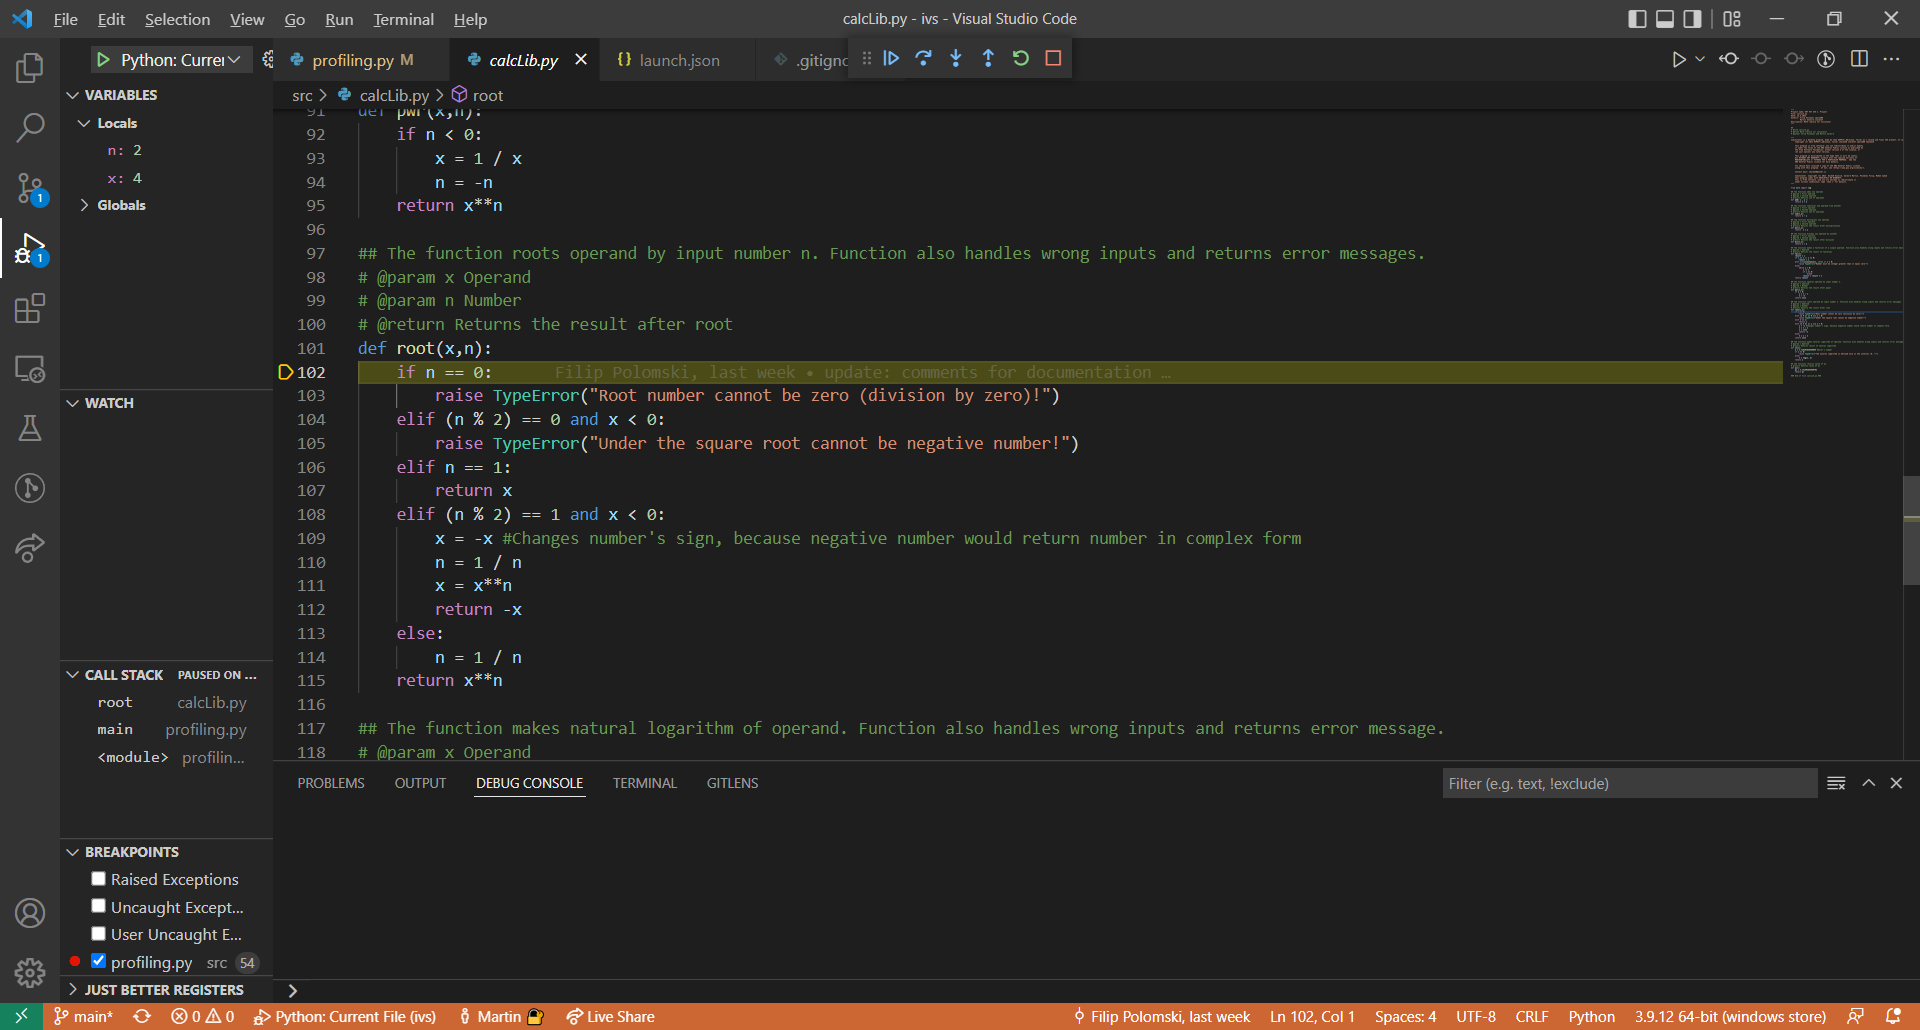 File Edit Selection View Go Run Terminal Help
calcLib.py - ivs - Visual Studio Code
Python: Currei
profiling.py M
calcLib.py
{} launch.json
.gitigno
src > calcLib.py > root
VARIABLES
Locals
n: 2
x: 4
Globals
WATCH
CALL STACK PAUSED ON ...
root calcLib.py
main profiling.py
<module> profilin...
BREAKPOINTS
Raised Exceptions
Uncaught Except...
User Uncaught E...
profiling.py src 54
JUST BETTER REGISTERS
1
1
91 def pwr(x,n):
92 if n < 0:
93 x = 1 / x
94 n = -n
95 return x**n
96
97 ## The function roots operand by input number n. Function also handles wrong inputs and returns error messages.
98 # @param x Operand
99 # @param n Number
100 # @return Returns the result after root
101 def root(x,n):
102 if n == 0: Filip Polomski, last week • update: comments for documentation …
103 raise TypeError("Root number cannot be zero (division by zero)!")
104 elif (n % 2) == 0 and x < 0:
105 raise TypeError("Under the square root cannot be negative number!")
106 elif n == 1:
107 return x
108 elif (n % 2) == 1 and x < 0:
109 x = -x #Changes number's sign, because negative number would return number in complex form
110 n = 1 / n
111 x = x**n
112 return -x
113 else:
114 n = 1 / n
115 return x**n
116
117 ## The function makes natural logarithm of operand. Function also handles wrong inputs and returns error message.
118 # @param x Operand
PROBLEMS OUTPUT DEBUG CONSOLE TERMINAL GITLENS
Filter (e.g. text, !exclude)
main* 0 0 Python: Current File (ivs) Martin Live Share
Filip Polomski, last week Ln 102, Col 1 Spaces: 4 UTF-8 CRLF Python 3.9.12 64-bit (windows store)